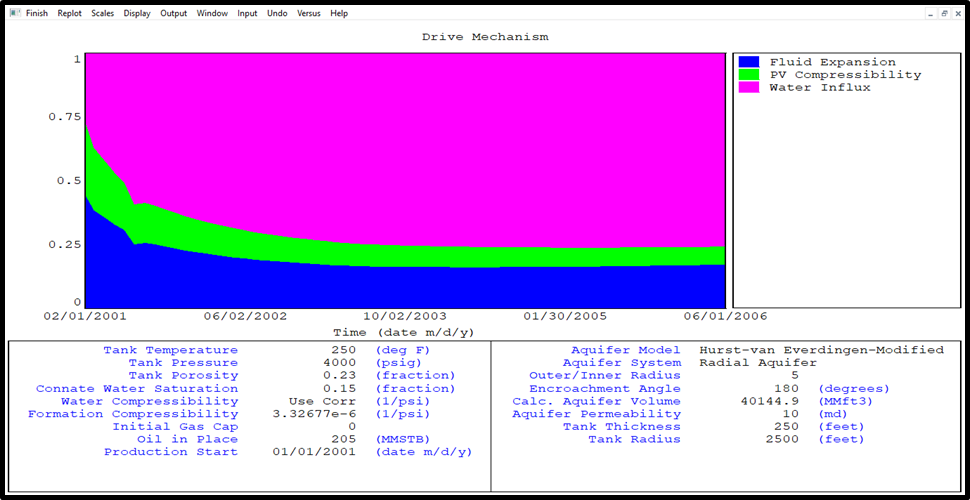 Finish Replot Scales Display Output Window Input Undo Versus Help
Drive Mechanism
Fluid Expansion
PV Compressibility
Water Influx
1
0.75
0.5
0.25
0
02/01/2001 06/02/2002 10/02/2003 01/30/2005 06/01/2006
Time (date m/d/y)
Tank Temperature 250 (deg F)
Tank Pressure 4000 (psig)
Tank Porosity 0.23 (fraction)
Connate Water Saturation 0.15 (fraction)
Water Compressibility Use Corr (1/psi)
Formation Compressibility 3.32677e-6 (1/psi)
Initial Gas Cap 0
Oil in Place 205 (MMSTB)
Production Start 01/01/2001 (date m/d/y)
Aquifer Model Hurst-van Everdingen-Modified
Aquifer System Radial Aquifer
Outer/Inner Radius 5
Encroachment Angle 180 (degrees)
Calc. Aquifer Volume 40144.9 (MMft3)
Aquifer Permeability 10 (md)
Tank Thickness 250 (feet)
Tank Radius 2500 (feet)